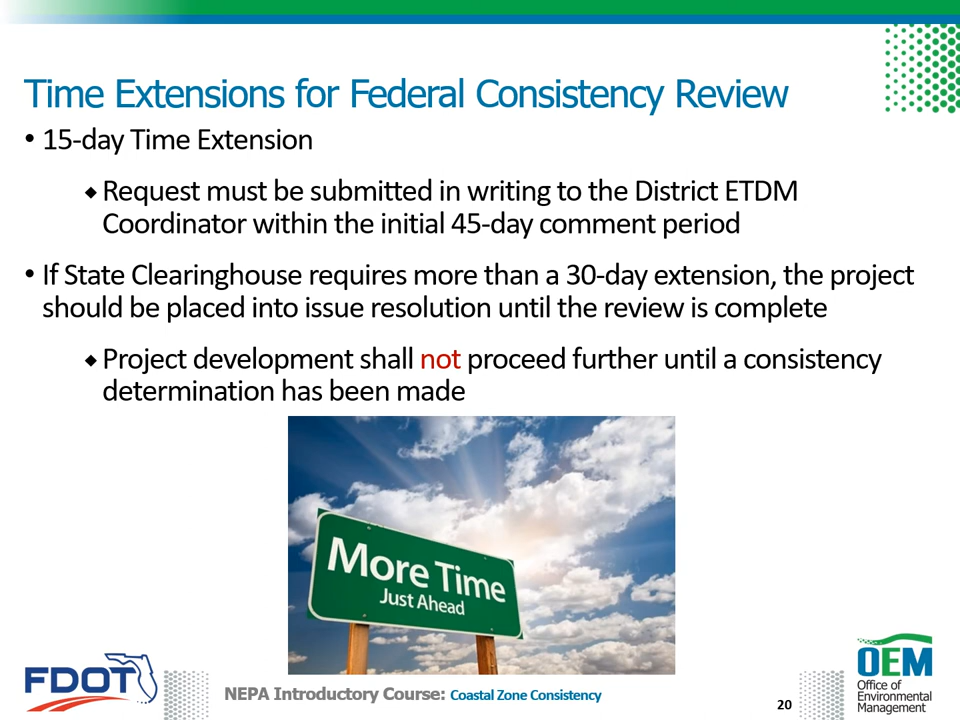 Time Extensions for Federal Consistency Review
• 15-day Time Extension
◆ Request must be submitted in writing to the District ETDM
Coordinator within the initial 45-day comment period
• If State Clearinghouse requires more than a 30-day extension, the project
should be placed into issue resolution until the review is complete
◆ Project development shall not proceed further until a consistency
determination has been made
More Time
Just Ahead
FDOT
NEPA Introductory Course: Coastal Zone Consistency
20
OEM
Office of
Environmental
Management